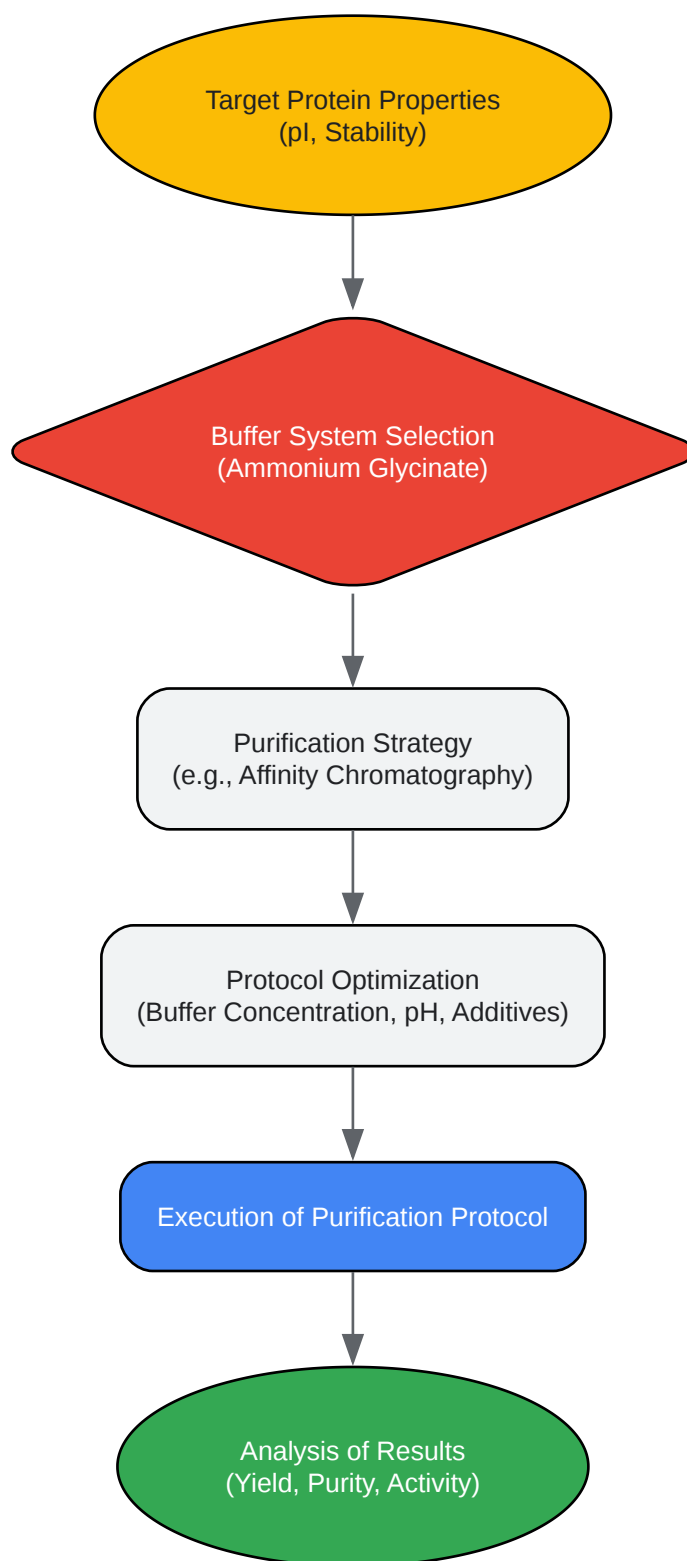 Target Protein Properties
(pI, Stability)
Buffer System Selection
(Ammonium Glycinate)
Purification Strategy
(e.g., Affinity Chromatography)
Protocol Optimization
(Buffer Concentration, pH, Additives)
Execution of Purification Protocol
Analysis of Results
(Yield, Purity, Activity)